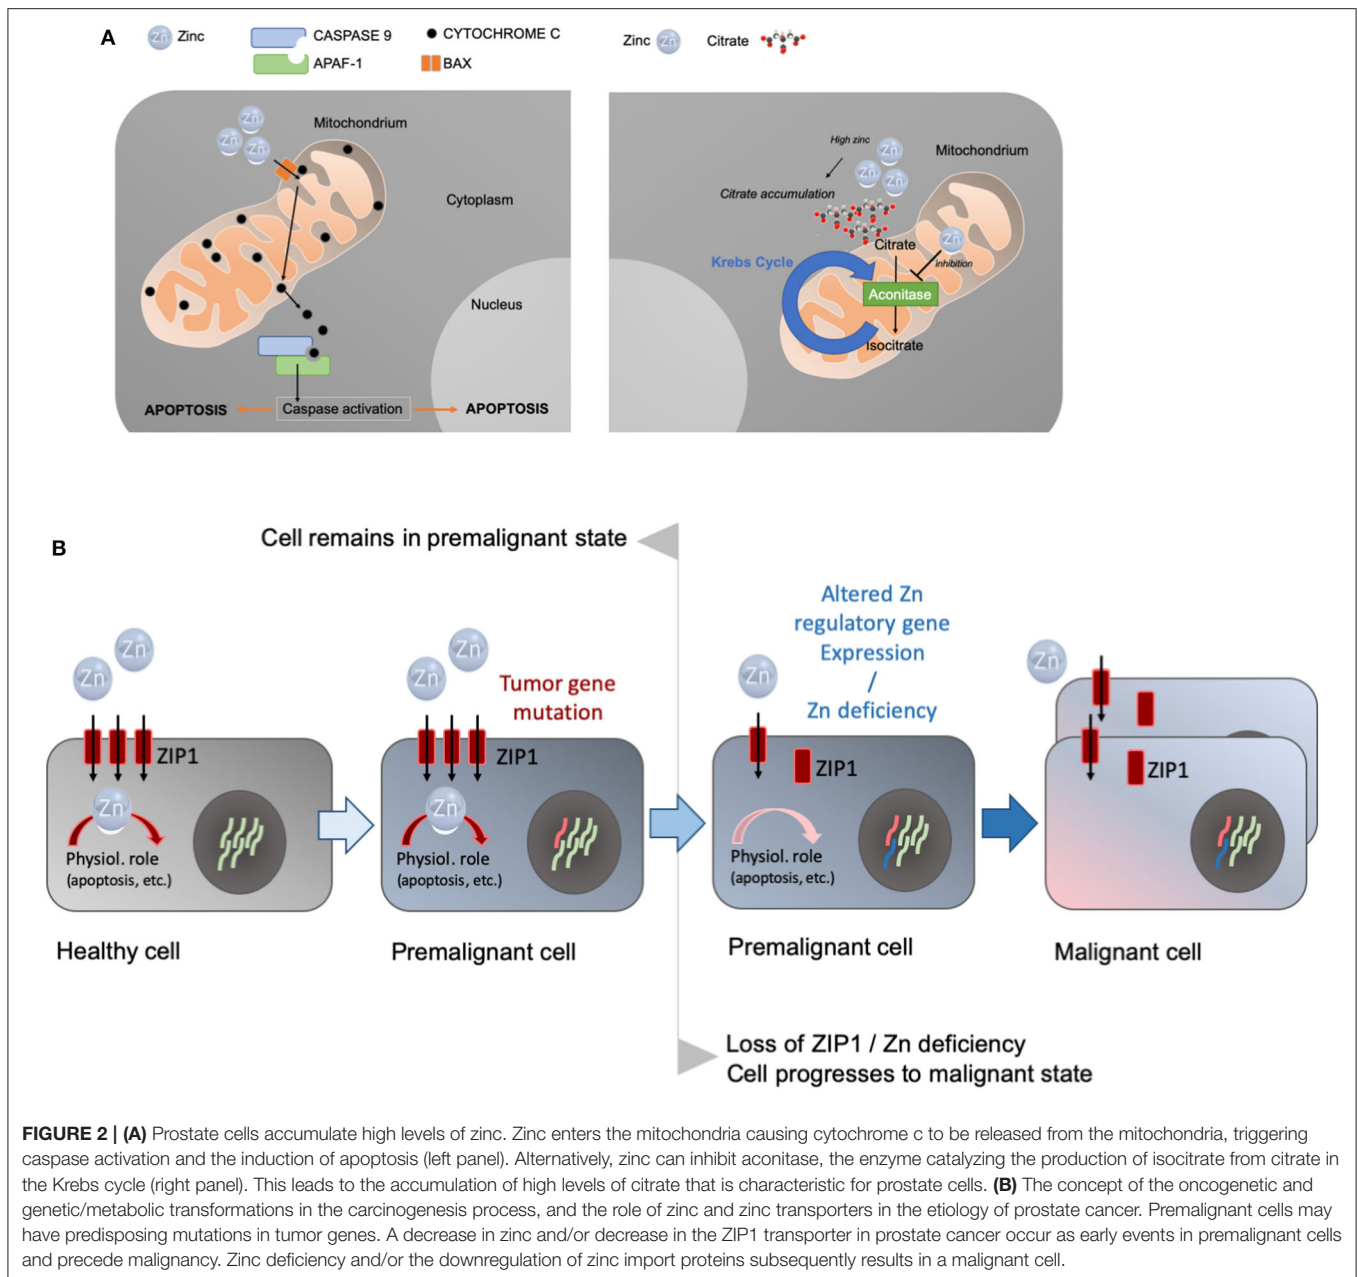 A
Zinc
CASPASE 9
CYTOCHROME C
APAF-1
BAX
Zinc
Citrate
Zn
Zn
Zn
Zn
Zn
Mitochondrium
Cytoplasm
Nucleus
Caspase activation
APOPTOSIS
APOPTOSIS
High zinc
Zn
Zn
Zn
Mitochondrium
Citrate accumulation
Citrate
Zn
Inhibition
Krebs Cycle
Aconitase
Isocitrate
B
Cell remains in premalignant state
Zn
Zn
ZIP1
Zn
Physiol. role
(apoptosis, etc.)
Healthy cell
Zn
Zn
Tumor gene
mutation
ZIP1
Zn
Physiol. role
(apoptosis, etc.)
Premalignant cell
Altered Zn
regulatory gene
Expression
/
Zn deficiency
Zn
ZIP1
Physiol. role
(apoptosis, etc.)
Premalignant cell
Zn
ZIP1
Malignant cell
Loss of ZIP1 / Zn deficiency
Cell progresses to malignant state
FIGURE 2 | (A) Prostate cells accumulate high levels of zinc. Zinc enters the mitochondria causing cytochrome c to be released from the mitochondria, triggering
caspase activation and the induction of apoptosis (left panel). Alternatively, zinc can inhibit aconitase, the enzyme catalyzing the production of isocitrate from citrate in
the Krebs cycle (right panel). This leads to the accumulation of high levels of citrate that is characteristic for prostate cells. (B) The concept of the oncogenetic and
genetic/metabolic transformations in the carcinogenesis process, and the role of zinc and zinc transporters in the etiology of prostate cancer. Premalignant cells may
have predisposing mutations in tumor genes. A decrease in zinc and/or decrease in the ZIP1 transporter in prostate cancer occur as early events in premalignant cells
and precede malignancy. Zinc deficiency and/or the downregulation of zinc import proteins subsequently results in a malignant cell.